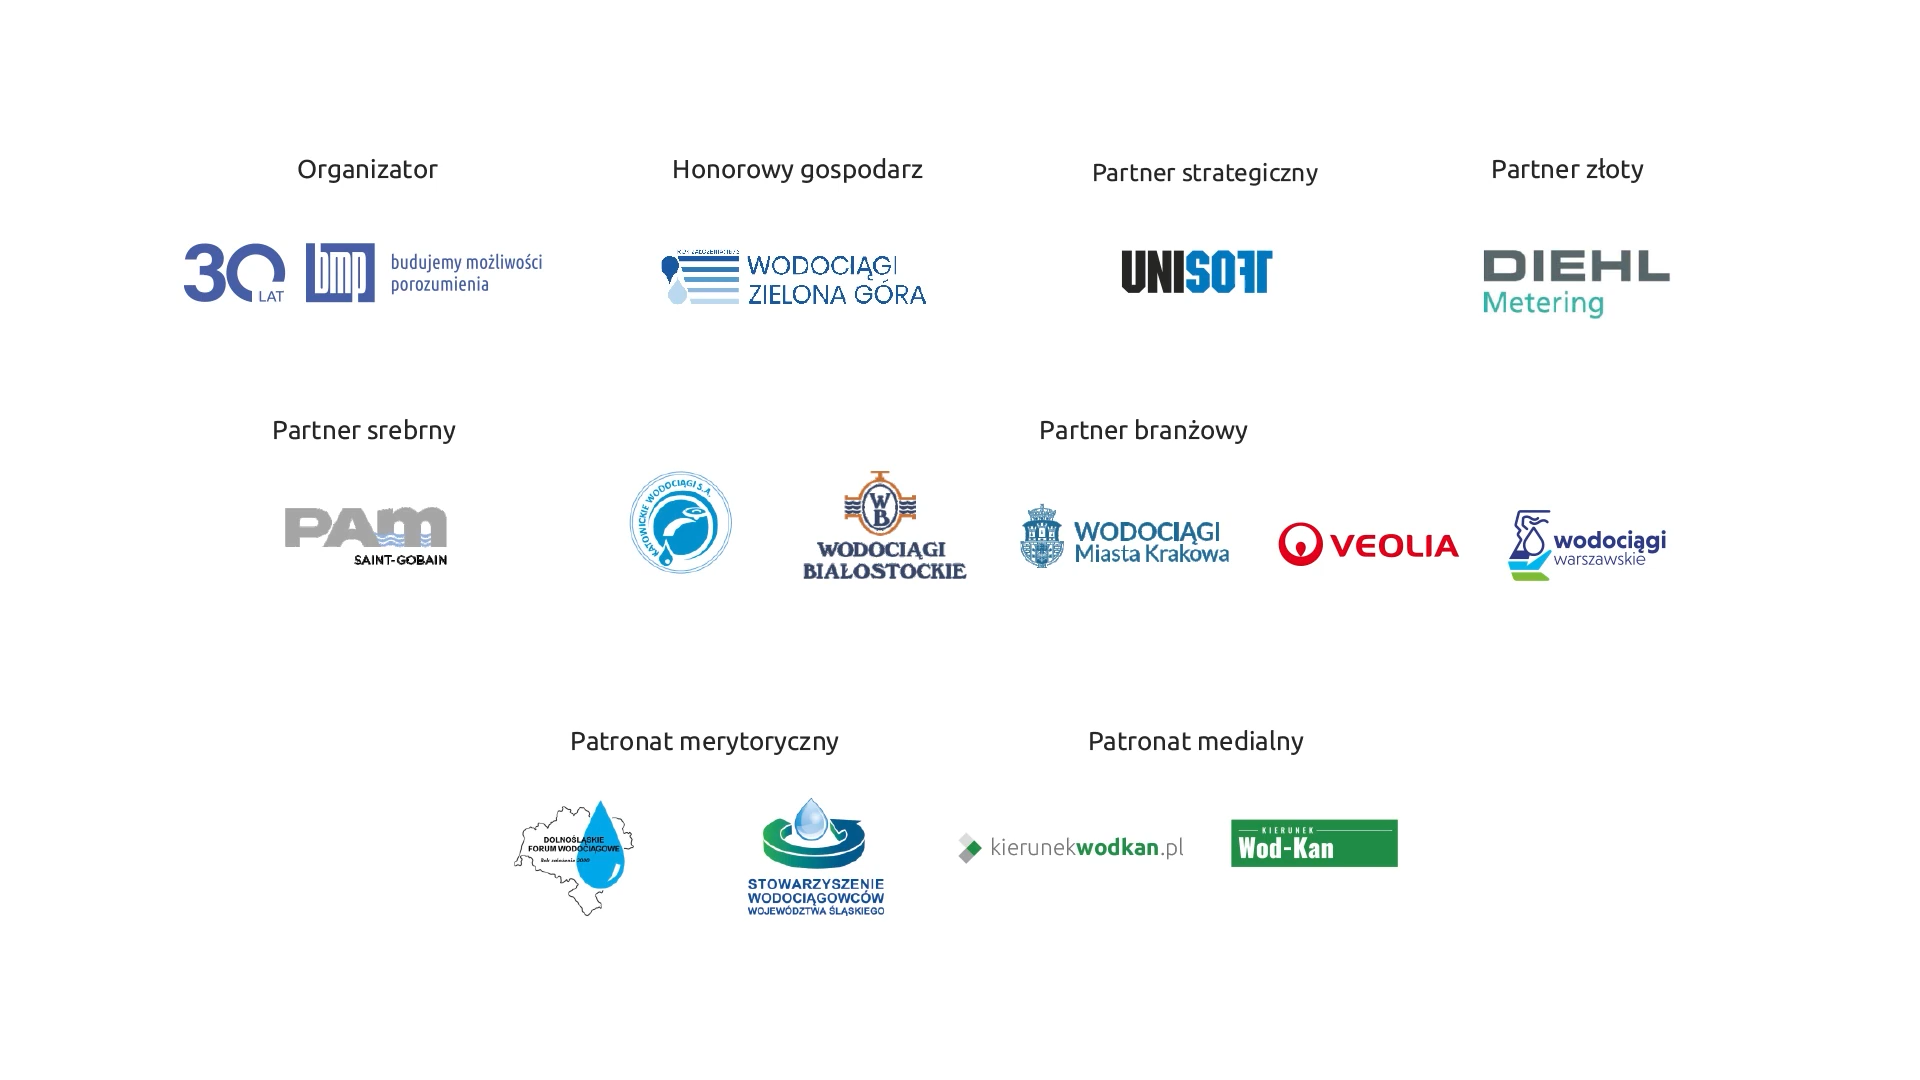 Organizator
Honorowy gospodarz
Partner strategiczny
Partner złoty
30 LAT
bmp
budujemy możliwości
porozumienia
WODOCIĄGI
ZIELONA GÓRA
UNISOFT
DIEHL
Metering
Partner srebrny
Partner branżowy
PAM
SAINT-GOBAIN
KATOWICKIE WODOCIĄGI S.A.
WB
WODOCIĄGI
BIAŁOSTOCKIE
WODOCIĄGI
Miasta Krakowa
VEOLIA
wodociągi
warszawskie
Patronat merytoryczny
Patronat medialny
DOLNOŚLĄSKIE
FORUM WODOCIĄGOWE
STOWARZYSZENIE
WODOCIĄGOWCÓW
WOJEWÓDZTWA ŚLĄSKIEGO
kierunekwodkan.pl
KIERUNEK
Wod-Kan